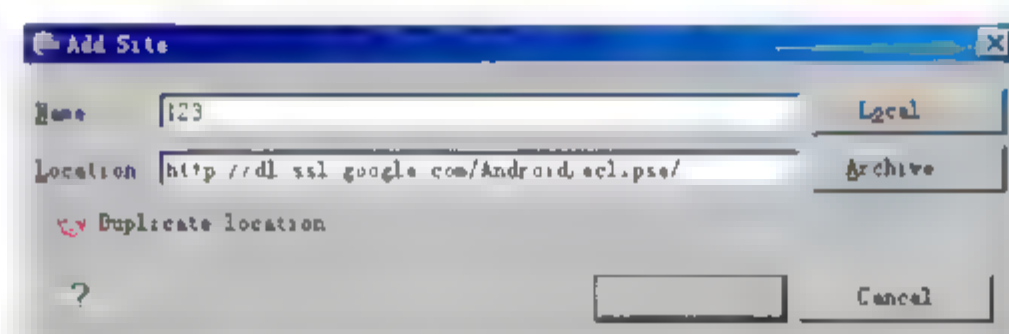 Add Site
Name 123 Local
Location http://dl-ssl.google.com/Android/eclipse/ Archive
Duplicate location
? Cancel